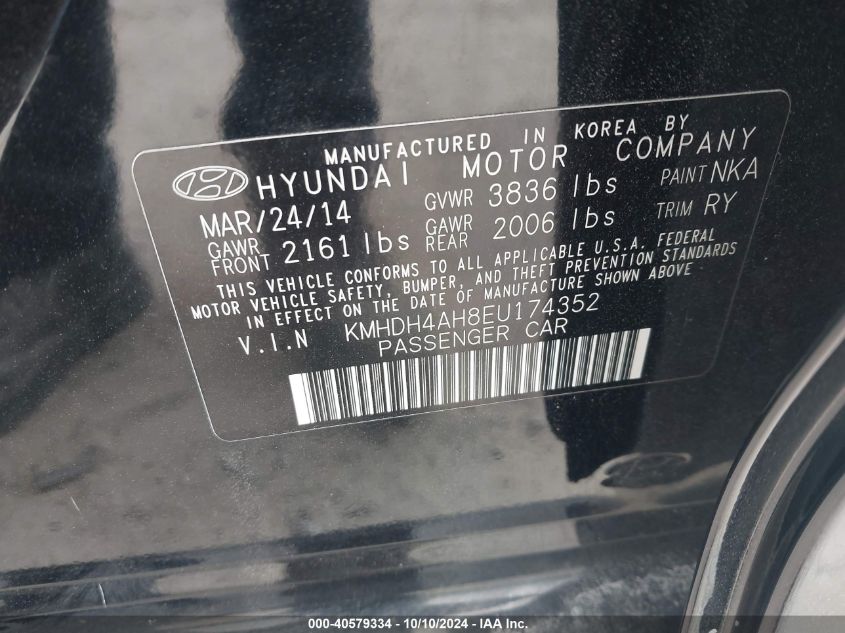 MANUFACTURED IN KOREA BY
HYUNDAI MOTOR COMPANY
MAR/24/14 GVWR 3836 lbs PAINT NKA
GAWR FRONT 2161 lbs GAWR REAR 2006 lbs TRIM RY
THIS VEHICLE CONFORMS TO ALL APPLICABLE U.S.A. FEDERAL
MOTOR VEHICLE SAFETY, BUMPER, AND THEFT PREVENTION STANDARDS
IN EFFECT ON THE DATE OF MANUFACTURE SHOWN ABOVE
V.I.N KMHDH4AH8EU174352
PASSENGER CAR
000-40579334 - 10/10/2024 - IAA Inc.